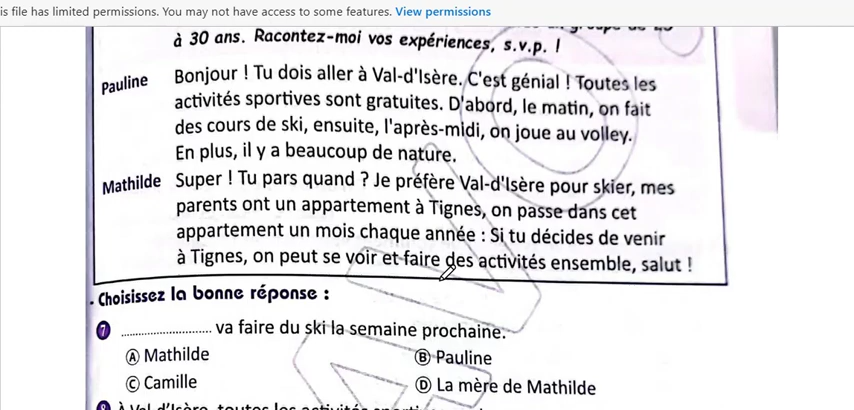 is file has limited permissions. You may not have access to some features. View permissions
à 30 ans. Racontez-moi vos expériences, s.v.p. !
Pauline Bonjour ! Tu dois aller à Val-d'Isère. C'est génial ! Toutes les
activités sportives sont gratuites. D'abord, le matin, on fait
des cours de ski, ensuite, l'après-midi, on joue au volley.
En plus, il y a beaucoup de nature.
Mathilde Super ! Tu pars quand ? Je préfère Val-d'Isère pour skier, mes
parents ont un appartement à Tignes, on passe dans cet
appartement un mois chaque année : Si tu décides de venir
à Tignes, on peut se voir et faire des activités ensemble, salut !
- Choisissez la bonne réponse :
7 ........................... va faire du ski la semaine prochaine.
A Mathilde B Pauline
C Camille D La mère de Mathilde
8 À Val d'Isère, toutes les activités